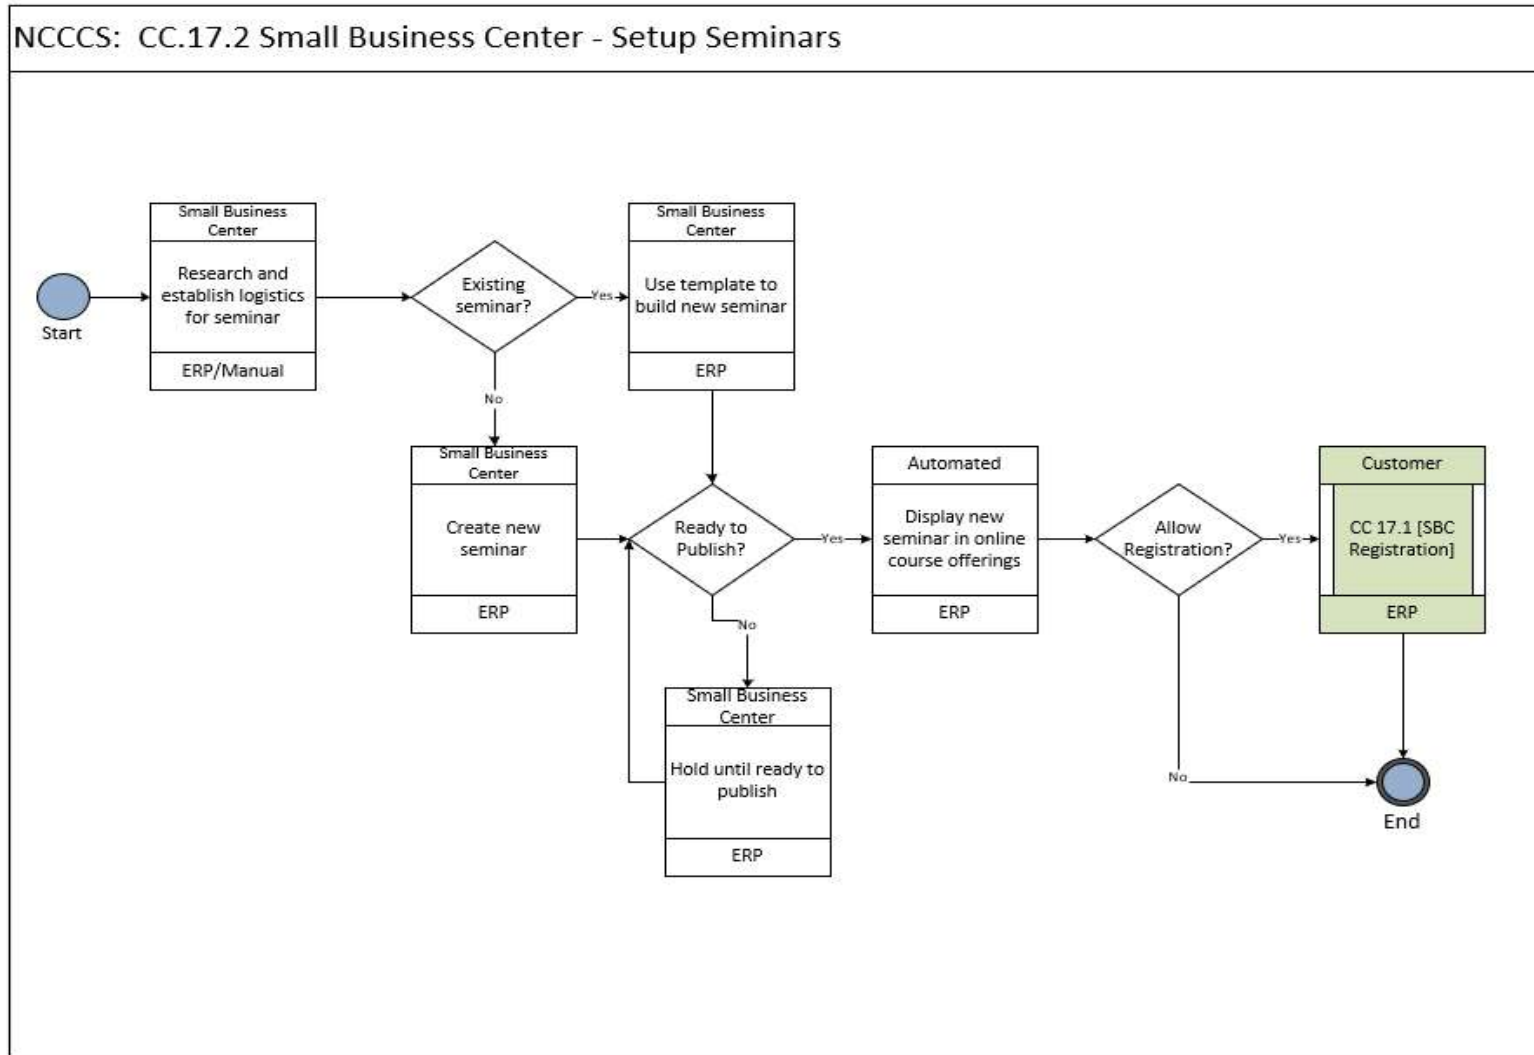 NCCCS: CC.17.2 Small Business Center - Setup Seminars
Small Business
Center
Research and
establish logistics
for seminar
ERP/Manual
Start
Existing
seminar?
Yes
No
Small Business
Center
Use template to
build new seminar
ERP
Small Business
Center
Create new
seminar
ERP
Ready to
Publish?
Yes
No
Small Business
Center
Hold until ready to
publish
ERP
Automated
Display new
seminar in online
course offerings
ERP
Allow
Registration?
Yes
No
Customer
CC 17.1 [SBC
Registration]
ERP
End